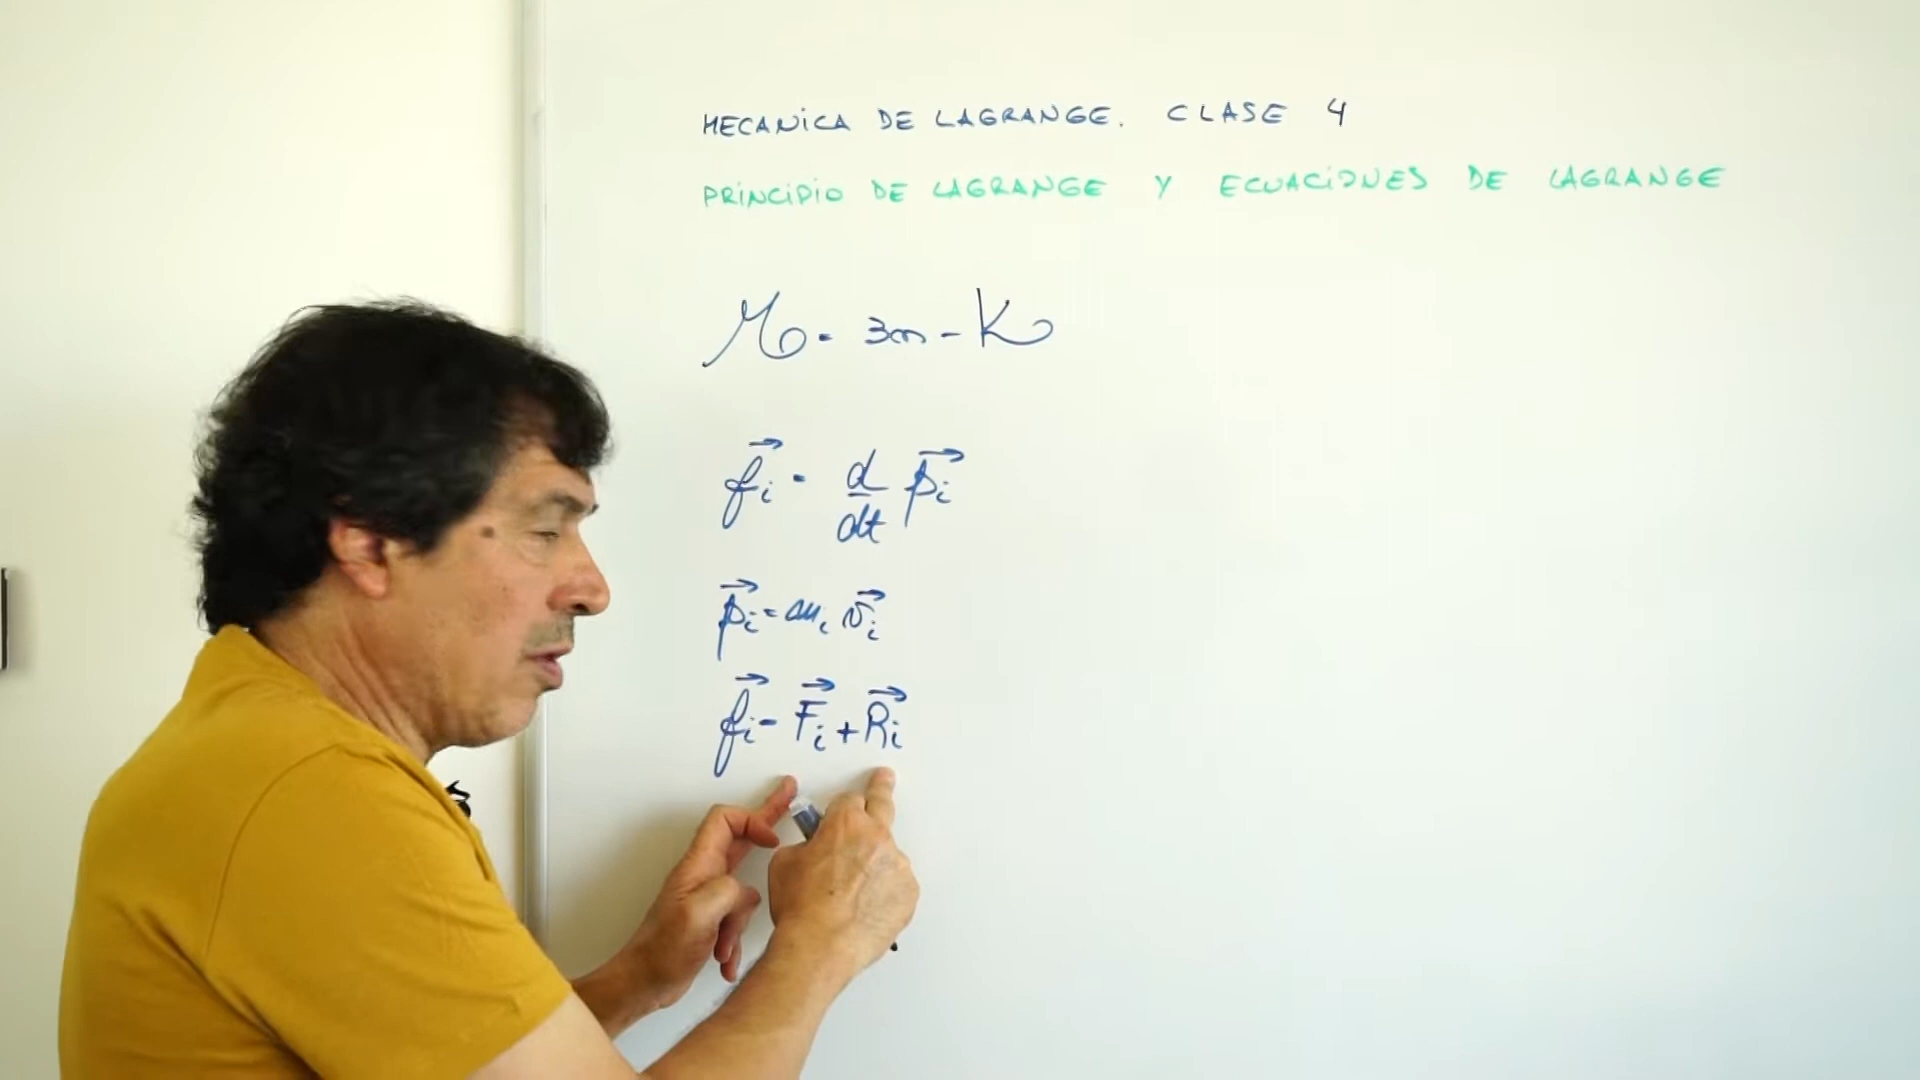 MECANICA DE LAGRANGE. CLASE 4
PRINCIPIO DE LAGRANGE Y ECUACIONES DE LAGRANGE
M = 3n - K
f⃗i = d/dt p⃗i
p⃗i = mi v⃗i
f⃗i = F⃗i + R⃗i